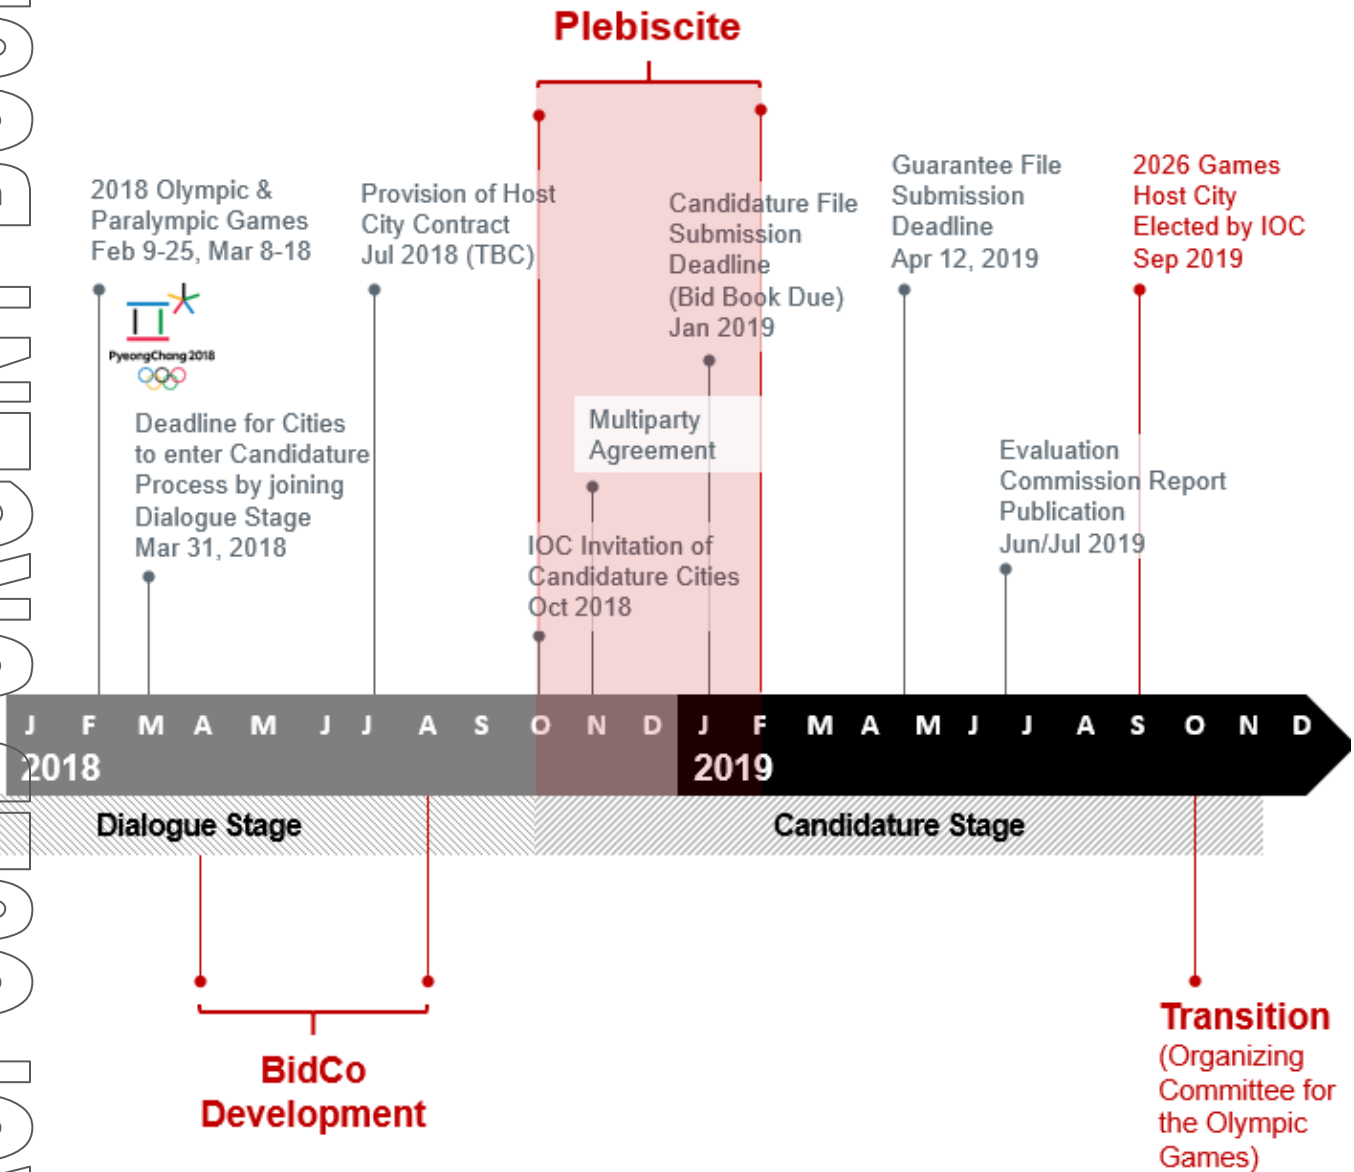 Plebiscite
2018 Olympic &
Paralympic Games
Feb 9-25, Mar 8-18
Provision of Host
City Contract
Jul 2018 (TBC)
Candidature File
Submission
Deadline
(Bid Book Due)
Jan 2019
Guarantee File
Submission
Deadline
Apr 12, 2019
2026 Games
Host City
Elected by IOC
Sep 2019
PyeongChang 2018
Deadline for Cities
to enter Candidature
Process by joining
Dialogue Stage
Mar 31, 2018
Multiparty
Agreement
IOC Invitation of
Candidature Cities
Oct 2018
Evaluation
Commission Report
Publication
Jun/Jul 2019
J F M A M J J A S O N D J F M A M J J A S O N D
2018 2019
Dialogue Stage Candidature Stage
BidCo
Development
Transition
(Organizing
Committee for
the Olympic
Games)